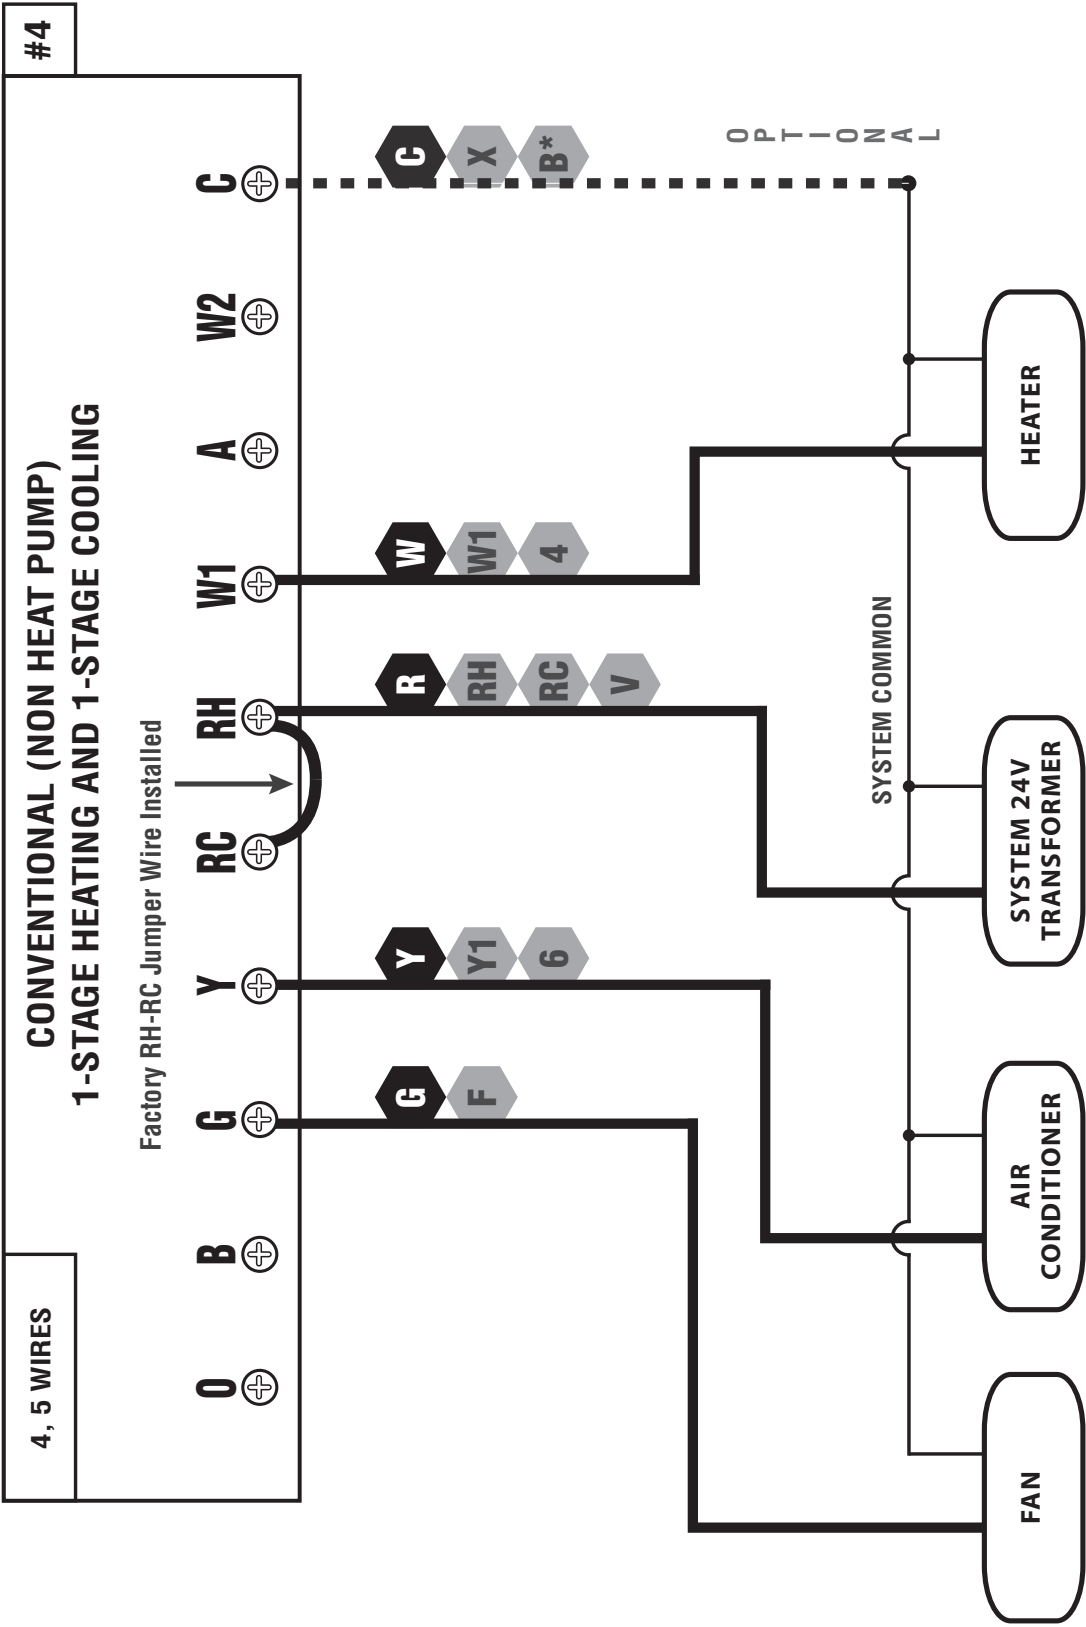 4, 5 WIRES
#4
CONVENTIONAL (NON HEAT PUMP)
1-STAGE HEATING AND 1-STAGE COOLING
Factory RH-RC Jumper Wire Installed
O B G Y RC RH W1 A W2 C
G Y R W C
F Y1 RH W1 X
6 RC 4 B*
V
OPTIONAL
SYSTEM COMMON
FAN
AIR
CONDITIONER
SYSTEM 24V
TRANSFORMER
HEATER